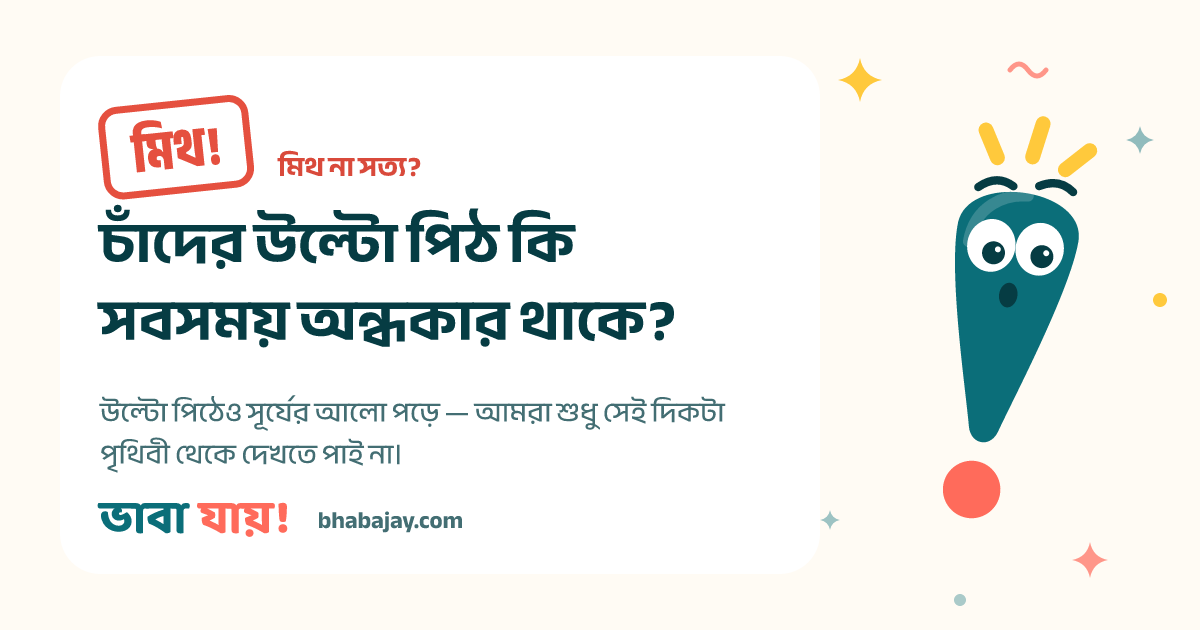 মিথ!
মিথ না সত্য?
চাঁদের উল্টো পিঠ কি
সবসময় অন্ধকার থাকে?
উল্টো পিঠেও সূর্যের আলো পড়ে — আমরা শুধু সেই দিকটা
পৃথিবী থেকে দেখতে পাই না।
ভাবা যায়! bhabajay.com